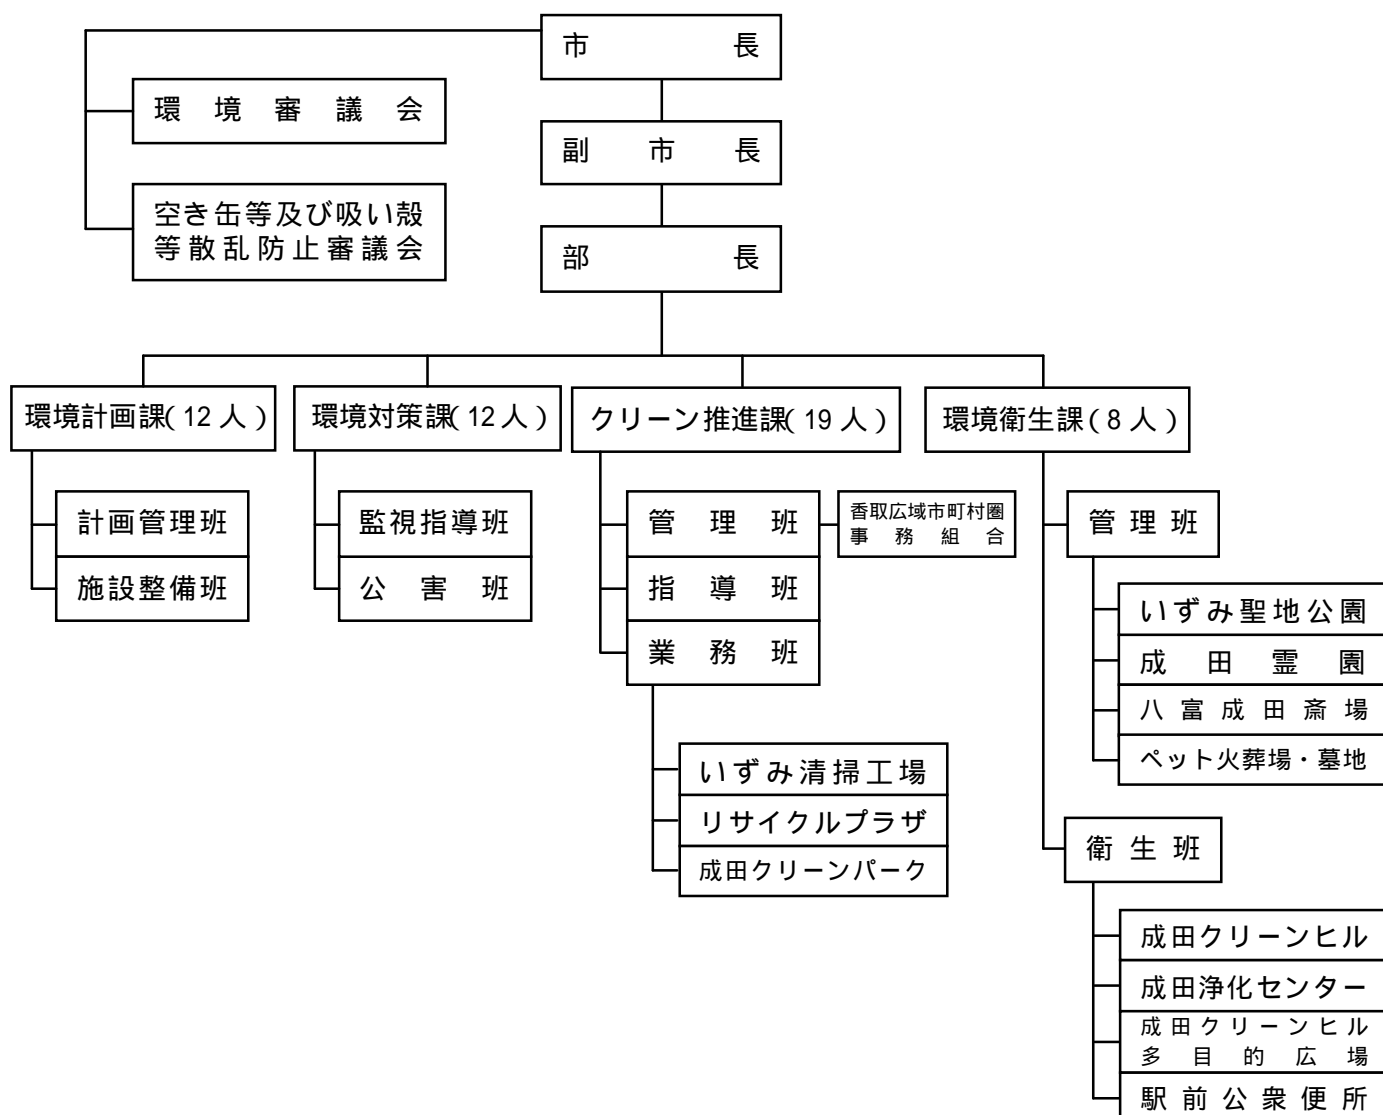 市長
環境審議会
副市長
空き缶等及び吸い殻
等散乱防止審議会
部長
環境計画課(12人)
環境対策課(12人)
クリーン推進課(19人)
環境衛生課(8人)
計画管理班
施設整備班
監視指導班
公害班
管理班
香取広域市町村圏
事務組合
指導班
業務班
いずみ清掃工場
リサイクルプラザ
成田クリーンパーク
管理班
いずみ聖地公園
成田霊園
八富成田斎場
ペット火葬場・墓地
衛生班
成田クリーンヒル
成田浄化センター
成田クリーンヒル
多目的広場
駅前公衆便所